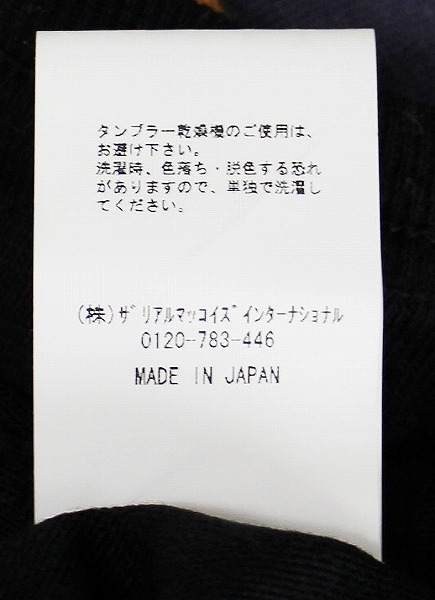 タンブラー乾燥機のご使用は、
お避け下さい。
洗濯時、色落ち・脱色する恐れ
がありますので、単独で洗濯し
てください。
(株)ザ リアルマッコイズ インターナショナル
0120-783-446
MADE IN JAPAN